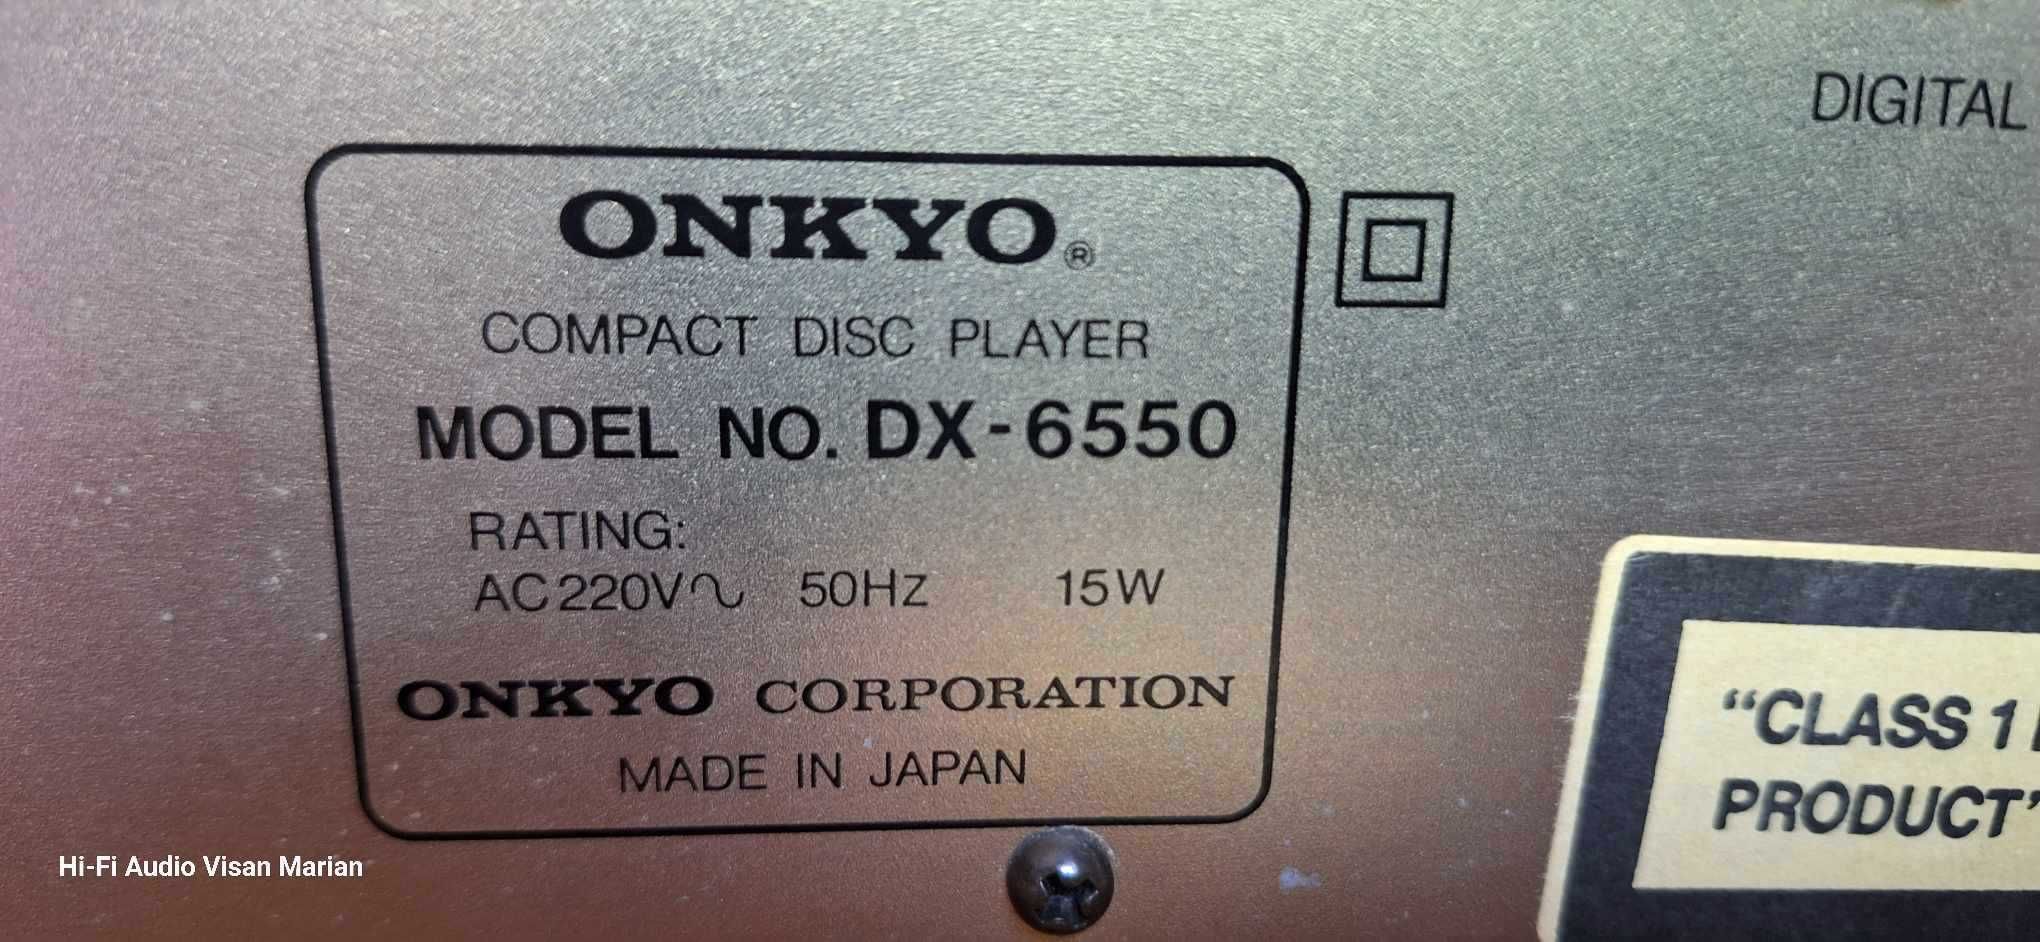 DIGITAL
ONKYO®
COMPACT DISC PLAYER
MODEL NO. DX-6550
RATING:
AC220V∿ 50Hz 15W
ONKYO CORPORATION
MADE IN JAPAN
"CLASS 1
PRODUCT"
Hi-Fi Audio Visan Marian